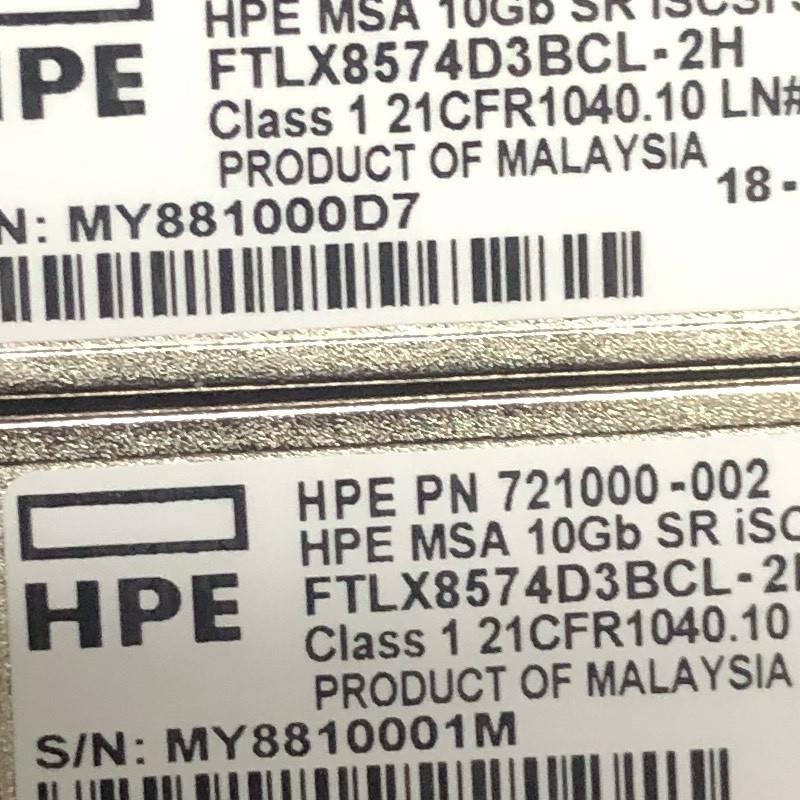 HPE MSA 10Gb SR iSCSI
HPE
FTLX8574D3BCL-2H
Class 1 21CFR1040.10 LN#
PRODUCT OF MALAYSIA
18-
N: MY881000D7
HPE PN 721000-002
HPE MSA 10Gb SR iSC
HPE
FTLX8574D3BCL-2
Class 1 21CFR1040.10
PRODUCT OF MALAYSIA
S/N: MY8810001M